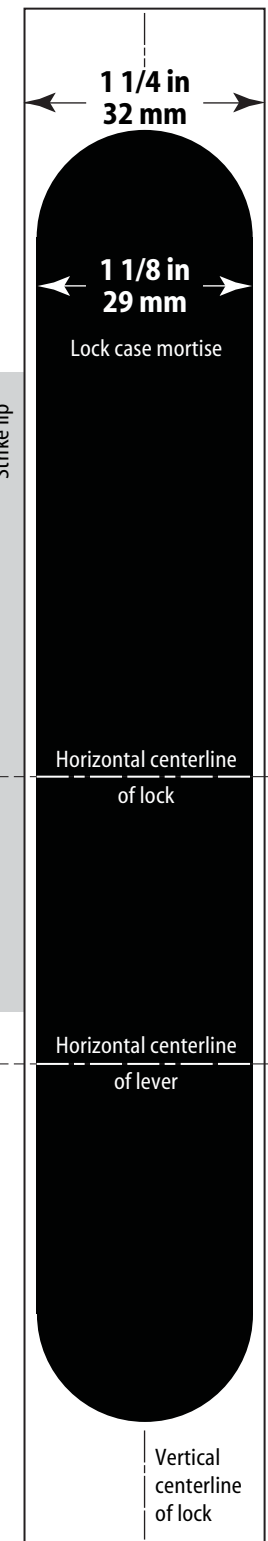 1 1/4 in
32 mm
1 1/8 in
29 mm
Lock case mortise
Strike lip
Horizontal centerline
of lock
Horizontal centerline
of lever
Vertical
centerline
of lock